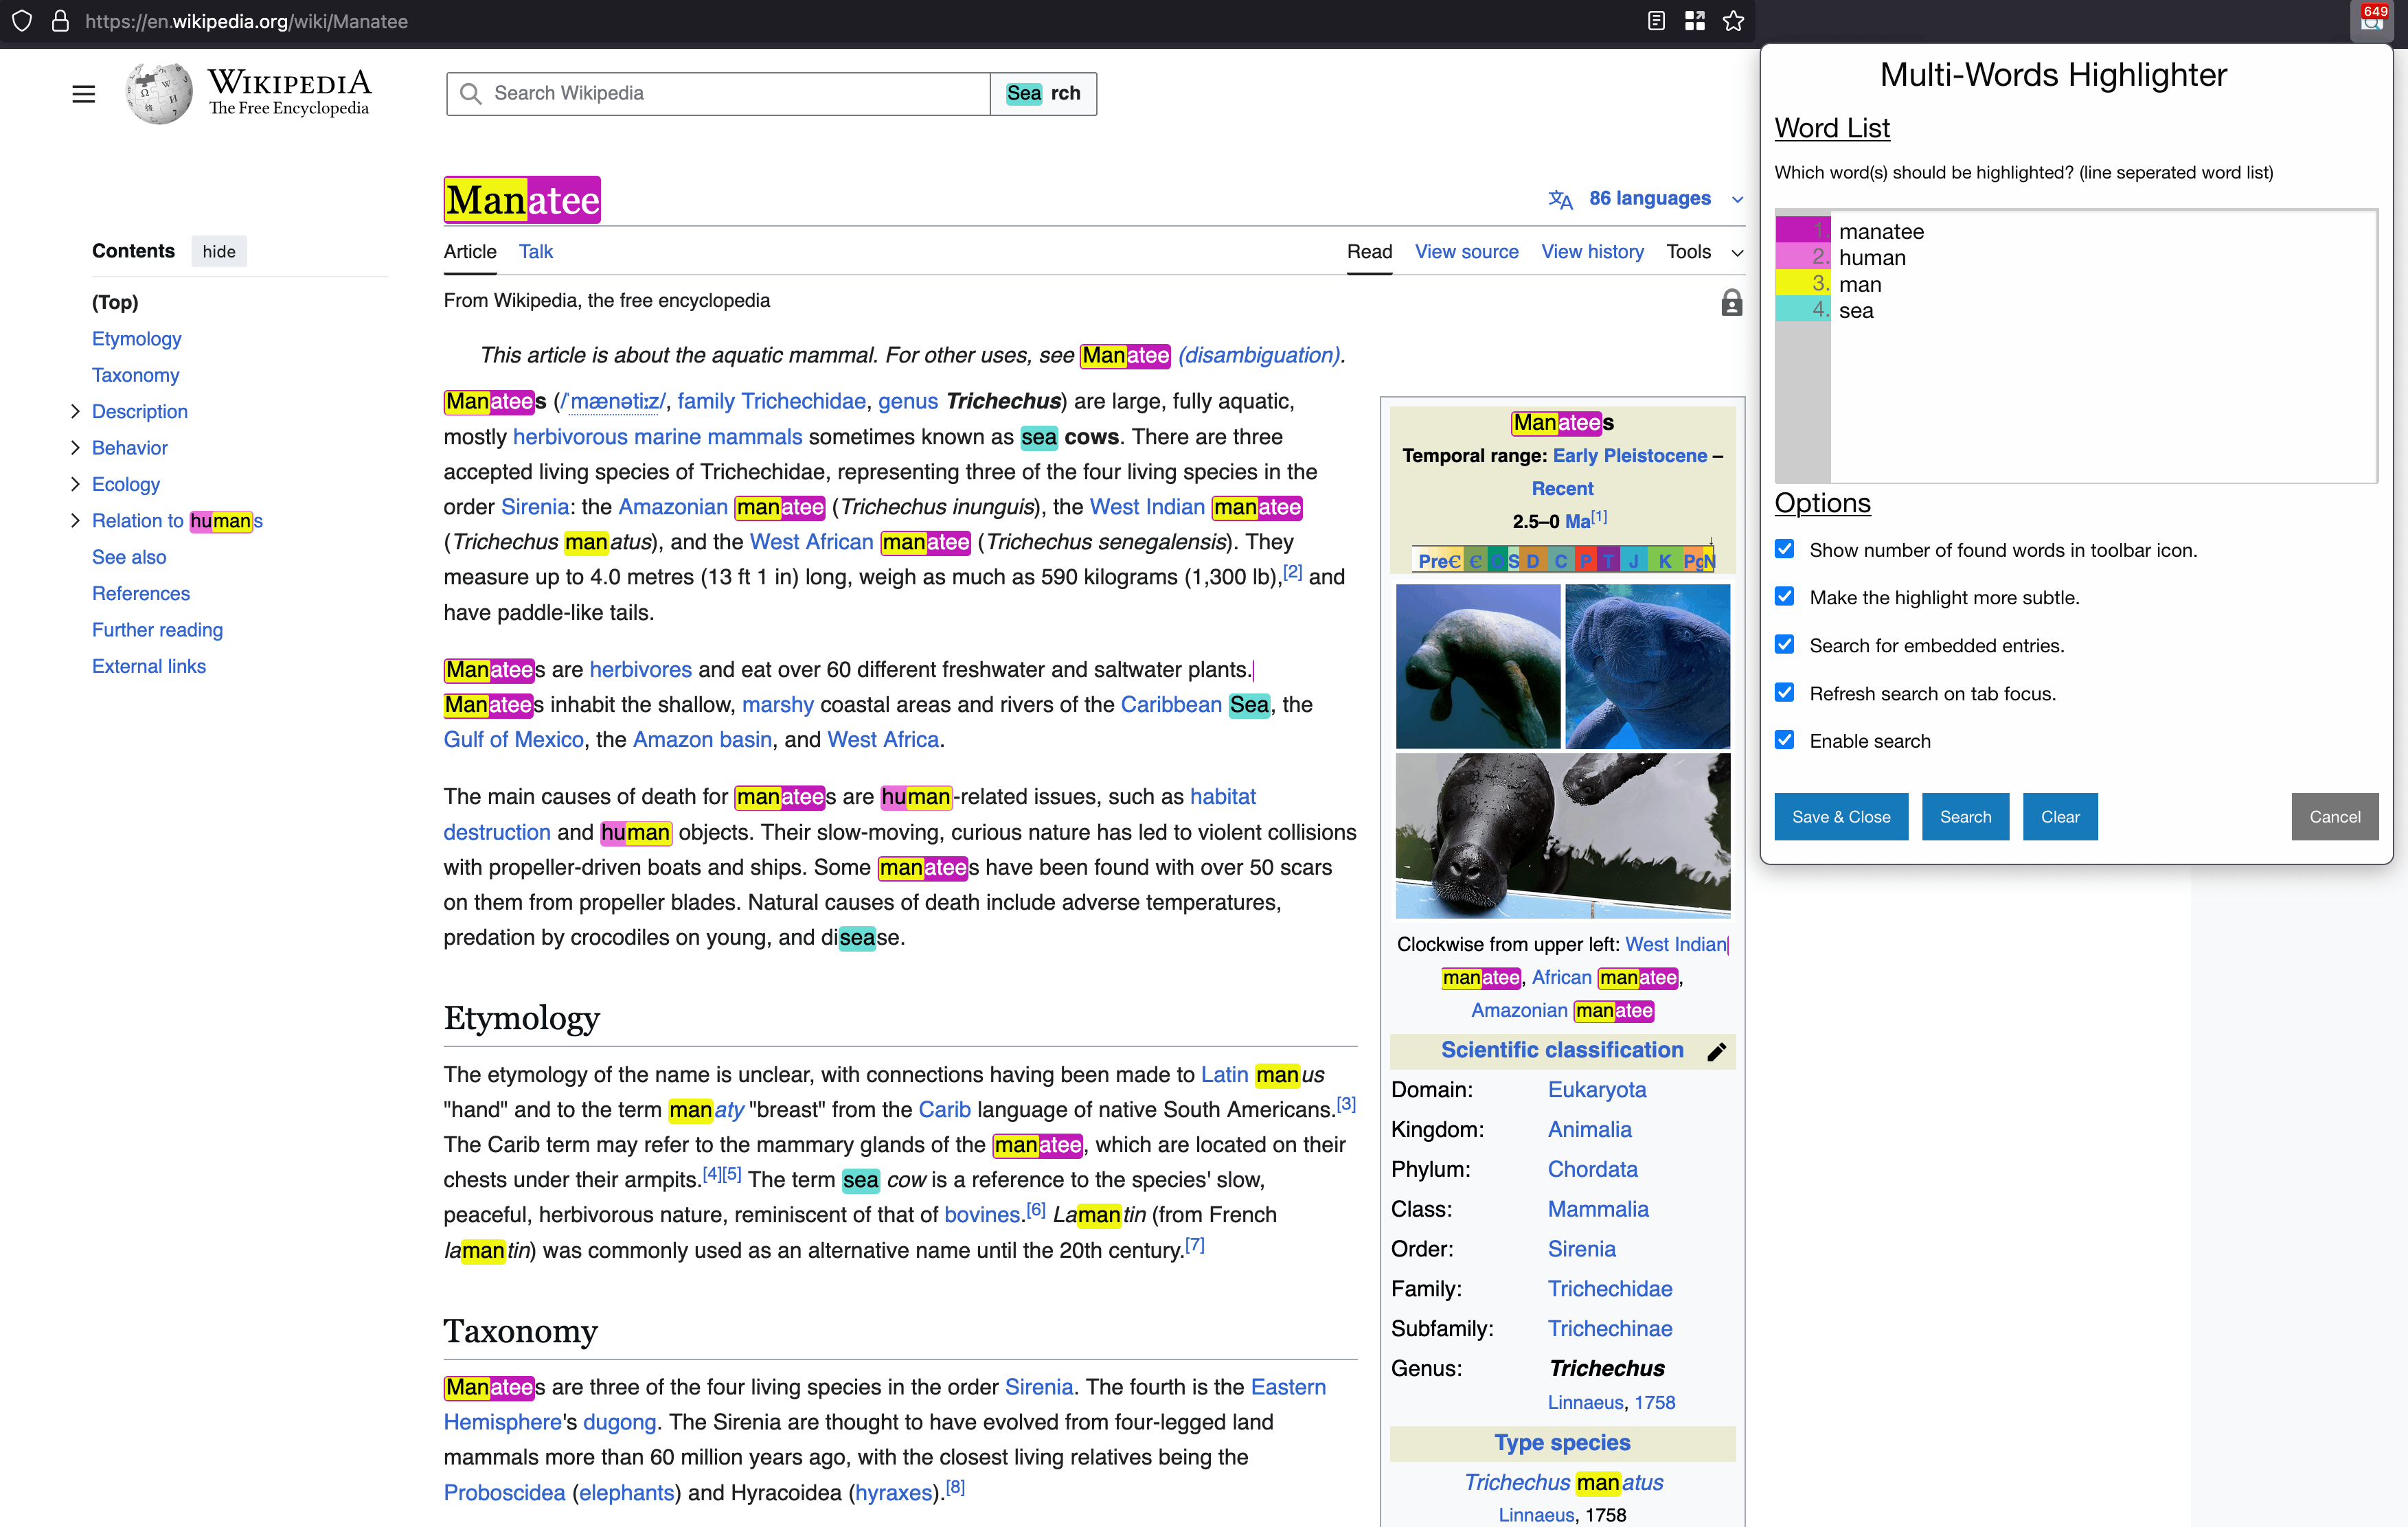 https://en.wikipedia.org/wiki/Manatee
649
WIKIPEDIA
The Free Encyclopedia
Search Wikipedia
Sea rch
Manatee
86 languages
Article
Talk
Read
View source
View history
Tools
From Wikipedia, the free encyclopedia
Contents
hide
(Top)
Etymology
Taxonomy
Description
Behavior
Ecology
Relation to humans
See also
References
Further reading
External links
This article is about the aquatic mammal. For other uses, see Manatee (disambiguation).
Manatees (/ˈmænətiːz/, family Trichechidae, genus Trichechus) are large, fully aquatic,
mostly herbivorous marine mammals sometimes known as sea cows. There are three
accepted living species of Trichechidae, representing three of the four living species in the
order Sirenia: the Amazonian manatee (Trichechus inunguis), the West Indian manatee
(Trichechus manatus), and the West African manatee (Trichechus senegalensis). They
measure up to 4.0 metres (13 ft 1 in) long, weigh as much as 590 kilograms (1,300 lb),[2] and
have paddle-like tails.
Manatees are herbivores and eat over 60 different freshwater and saltwater plants.
Manatees inhabit the shallow, marshy coastal areas and rivers of the Caribbean Sea, the
Gulf of Mexico, the Amazon basin, and West Africa.
The main causes of death for manatees are human-related issues, such as habitat
destruction and human objects. Their slow-moving, curious nature has led to violent collisions
with propeller-driven boats and ships. Some manatees have been found with over 50 scars
on them from propeller blades. Natural causes of death include adverse temperatures,
predation by crocodiles on young, and disease.
Etymology
The etymology of the name is unclear, with connections having been made to Latin manus
"hand" and to the term manaty "breast" from the Carib language of native South Americans.[3]
The Carib term may refer to the mammary glands of the manatee, which are located on their
chests under their armpits.[4][5] The term sea cow is a reference to the species' slow,
peaceful, herbivorous nature, reminiscent of that of bovines.[6] Lamantin (from French
lamantin) was commonly used as an alternative name until the 20th century.[7]
Taxonomy
Manatees are three of the four living species in the order Sirenia. The fourth is the Eastern
Hemisphere's dugong. The Sirenia are thought to have evolved from four-legged land
mammals more than 60 million years ago, with the closest living relatives being the
Proboscidea (elephants) and Hyracoidea (hyraxes).[8]
Manatees
Temporal range: Early Pleistocene –
Recent
2.5–0 Ma[1]
↓
PreꞒ Ꞓ O S D C P T J K Pg N
Clockwise from upper left: West Indian
manatee, African manatee,
Amazonian manatee
Scientific classification
Domain: Eukaryota
Kingdom: Animalia
Phylum: Chordata
Class: Mammalia
Order: Sirenia
Family: Trichechidae
Subfamily: Trichechinae
Genus: Trichechus
Linnaeus, 1758
Type species
Trichechus manatus
Linnaeus, 1758
Multi-Words Highlighter
Word List
Which word(s) should be highlighted? (line seperated word list)
1. manatee
2. human
3. man
4. sea
Options
Show number of found words in toolbar icon.
Make the highlight more subtle.
Search for embedded entries.
Refresh search on tab focus.
Enable search
Save & Close
Search
Clear
Cancel